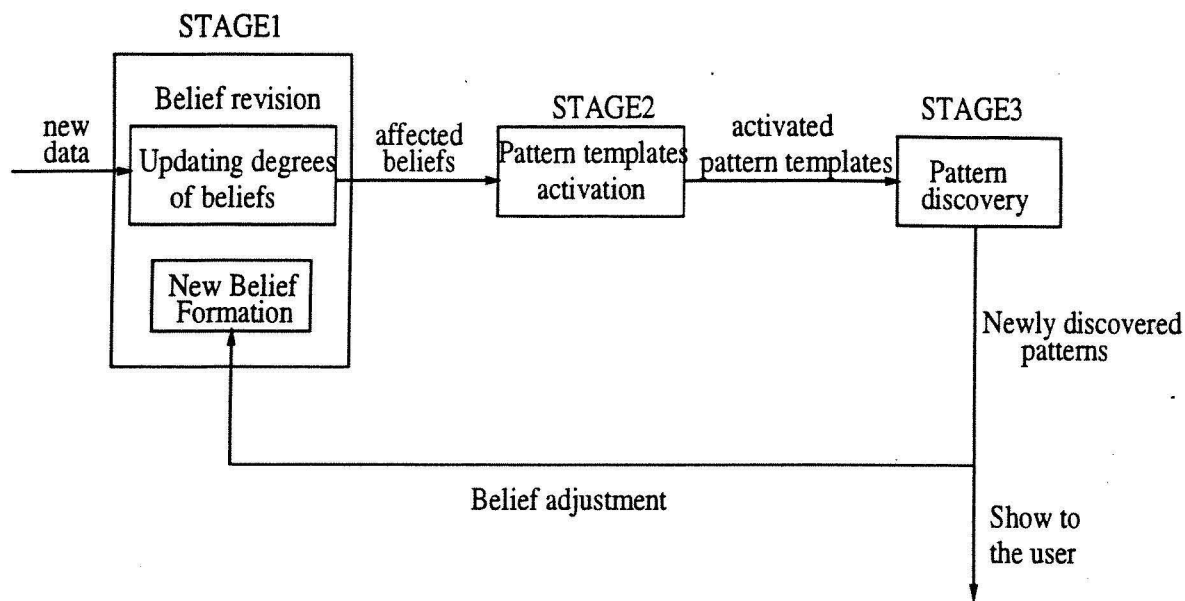 STAGE1
Belief revision
new
data
Updating degrees
of beliefs
affected
beliefs
New Belief
Formation
STAGE2
Pattern templates
activation
activated
pattern templates
STAGE3
Pattern
discovery
Newly discovered
patterns
Belief adjustment
Show to
the user